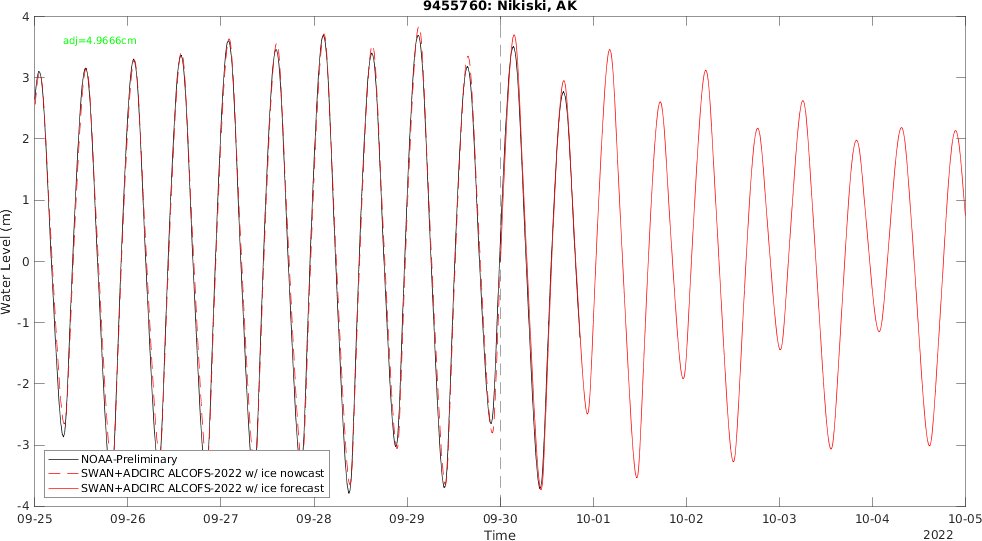 9455760: Nikiski, AK
adj=4.9666cm
Water Level (m)
4
3
2
1
0
-1
-2
-3
-4
NOAA-Preliminary
SWAN+ADCIRC ALCOFS-2022 w/ ice nowcast
SWAN+ADCIRC ALCOFS-2022 w/ ice forecast
09-25 09-26 09-27 09-28 09-29 09-30 10-01 10-02 10-03 10-04 10-05
Time
2022